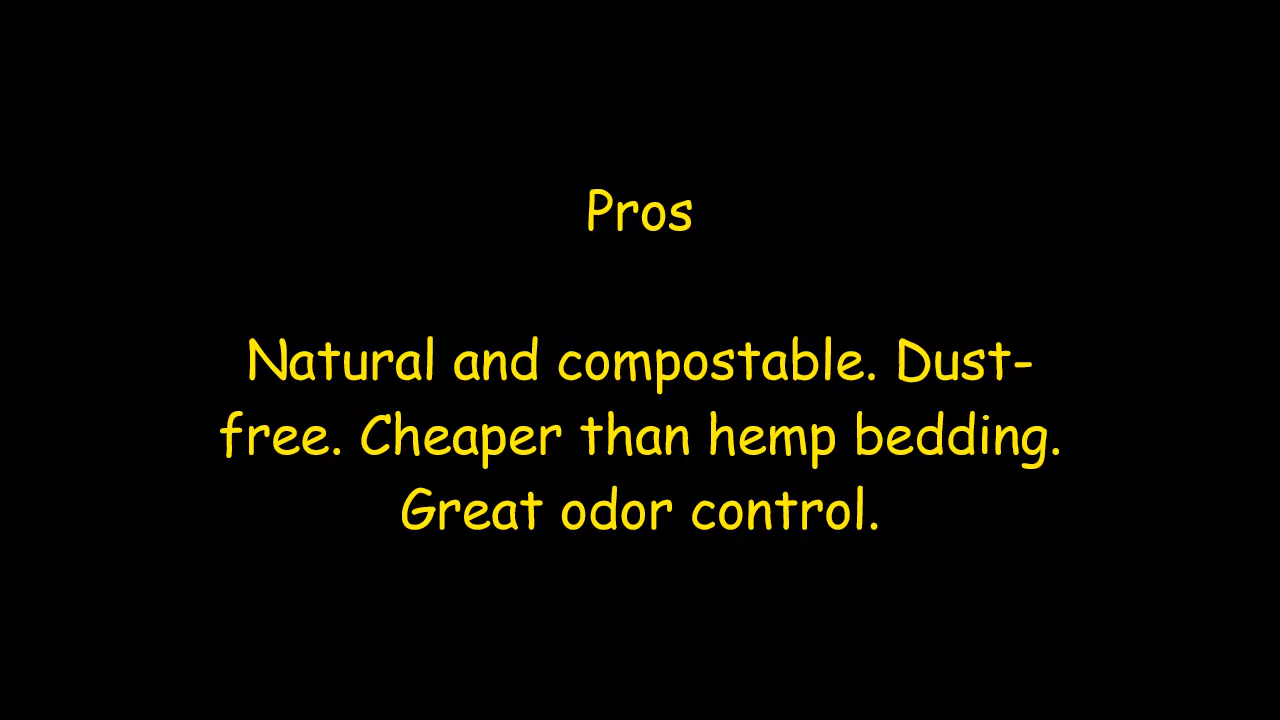 Pros
Natural and compostable. Dust-
free. Cheaper than hemp bedding.
Great odor control.